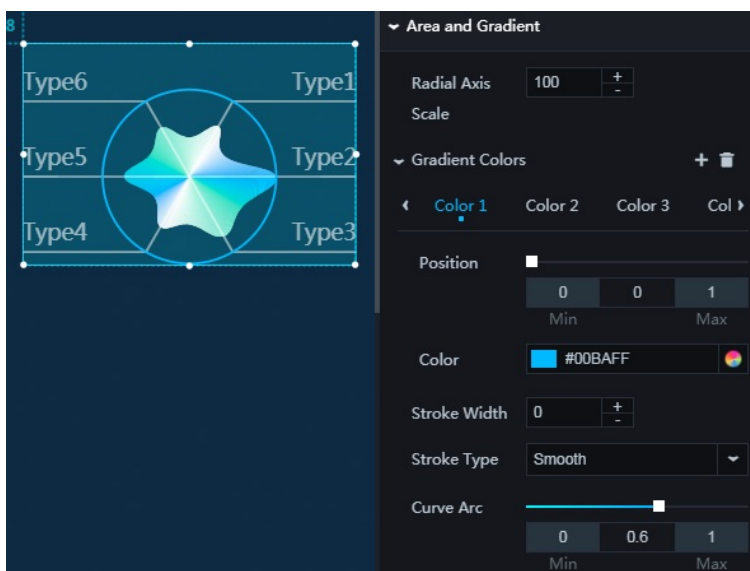 8
Type6 Type1
Type5 Type2
Type4 Type3
Area and Gradient
Radial Axis
Scale
100 + -
Gradient Colors +
Color 1 Color 2 Color 3 Col
Position
0 0 1
Min Max
Color #00BAFF
Stroke Width 0 + -
Stroke Type Smooth
Curve Arc
0 0.6 1
Min Max